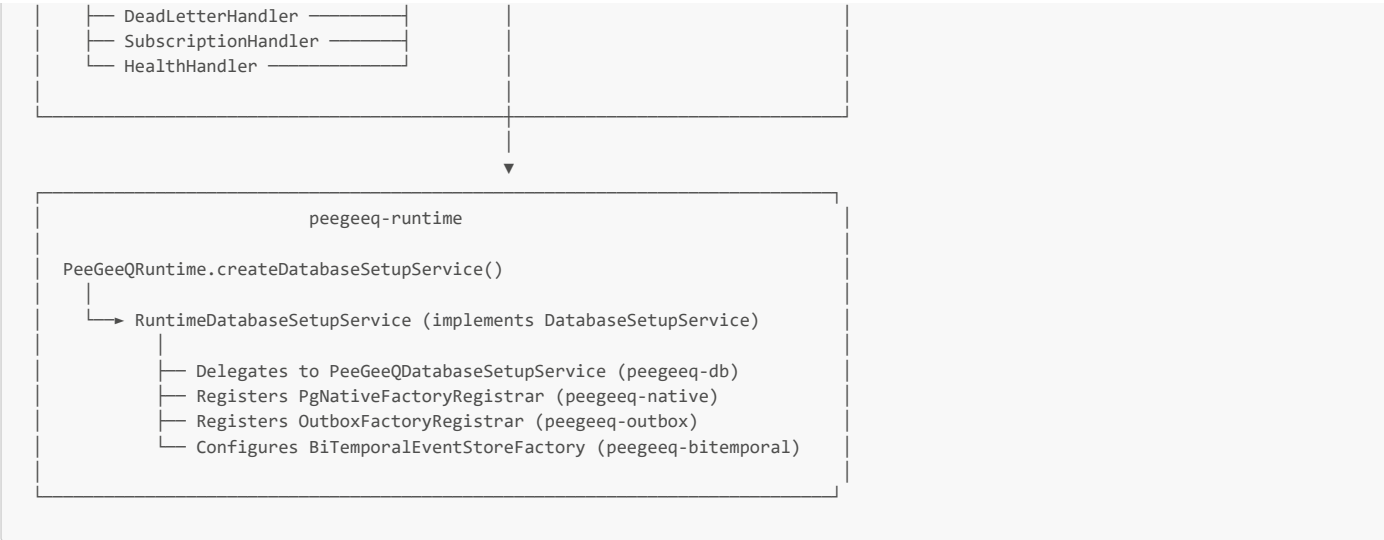 DeadLetterHandler
SubscriptionHandler
HealthHandler
peegeeq-runtime
PeeGeeQRuntime.createDatabaseSetupService()
RuntimeDatabaseSetupService (implements DatabaseSetupService)
Delegates to PeeGeeQDatabaseSetupService (peegeeq-db)
Registers PgNativeFactoryRegistrar (peegeeq-native)
Registers OutboxFactoryRegistrar (peegeeq-outbox)
Configures BiTemporalEventStoreFactory (peegeeq-bitemporal)